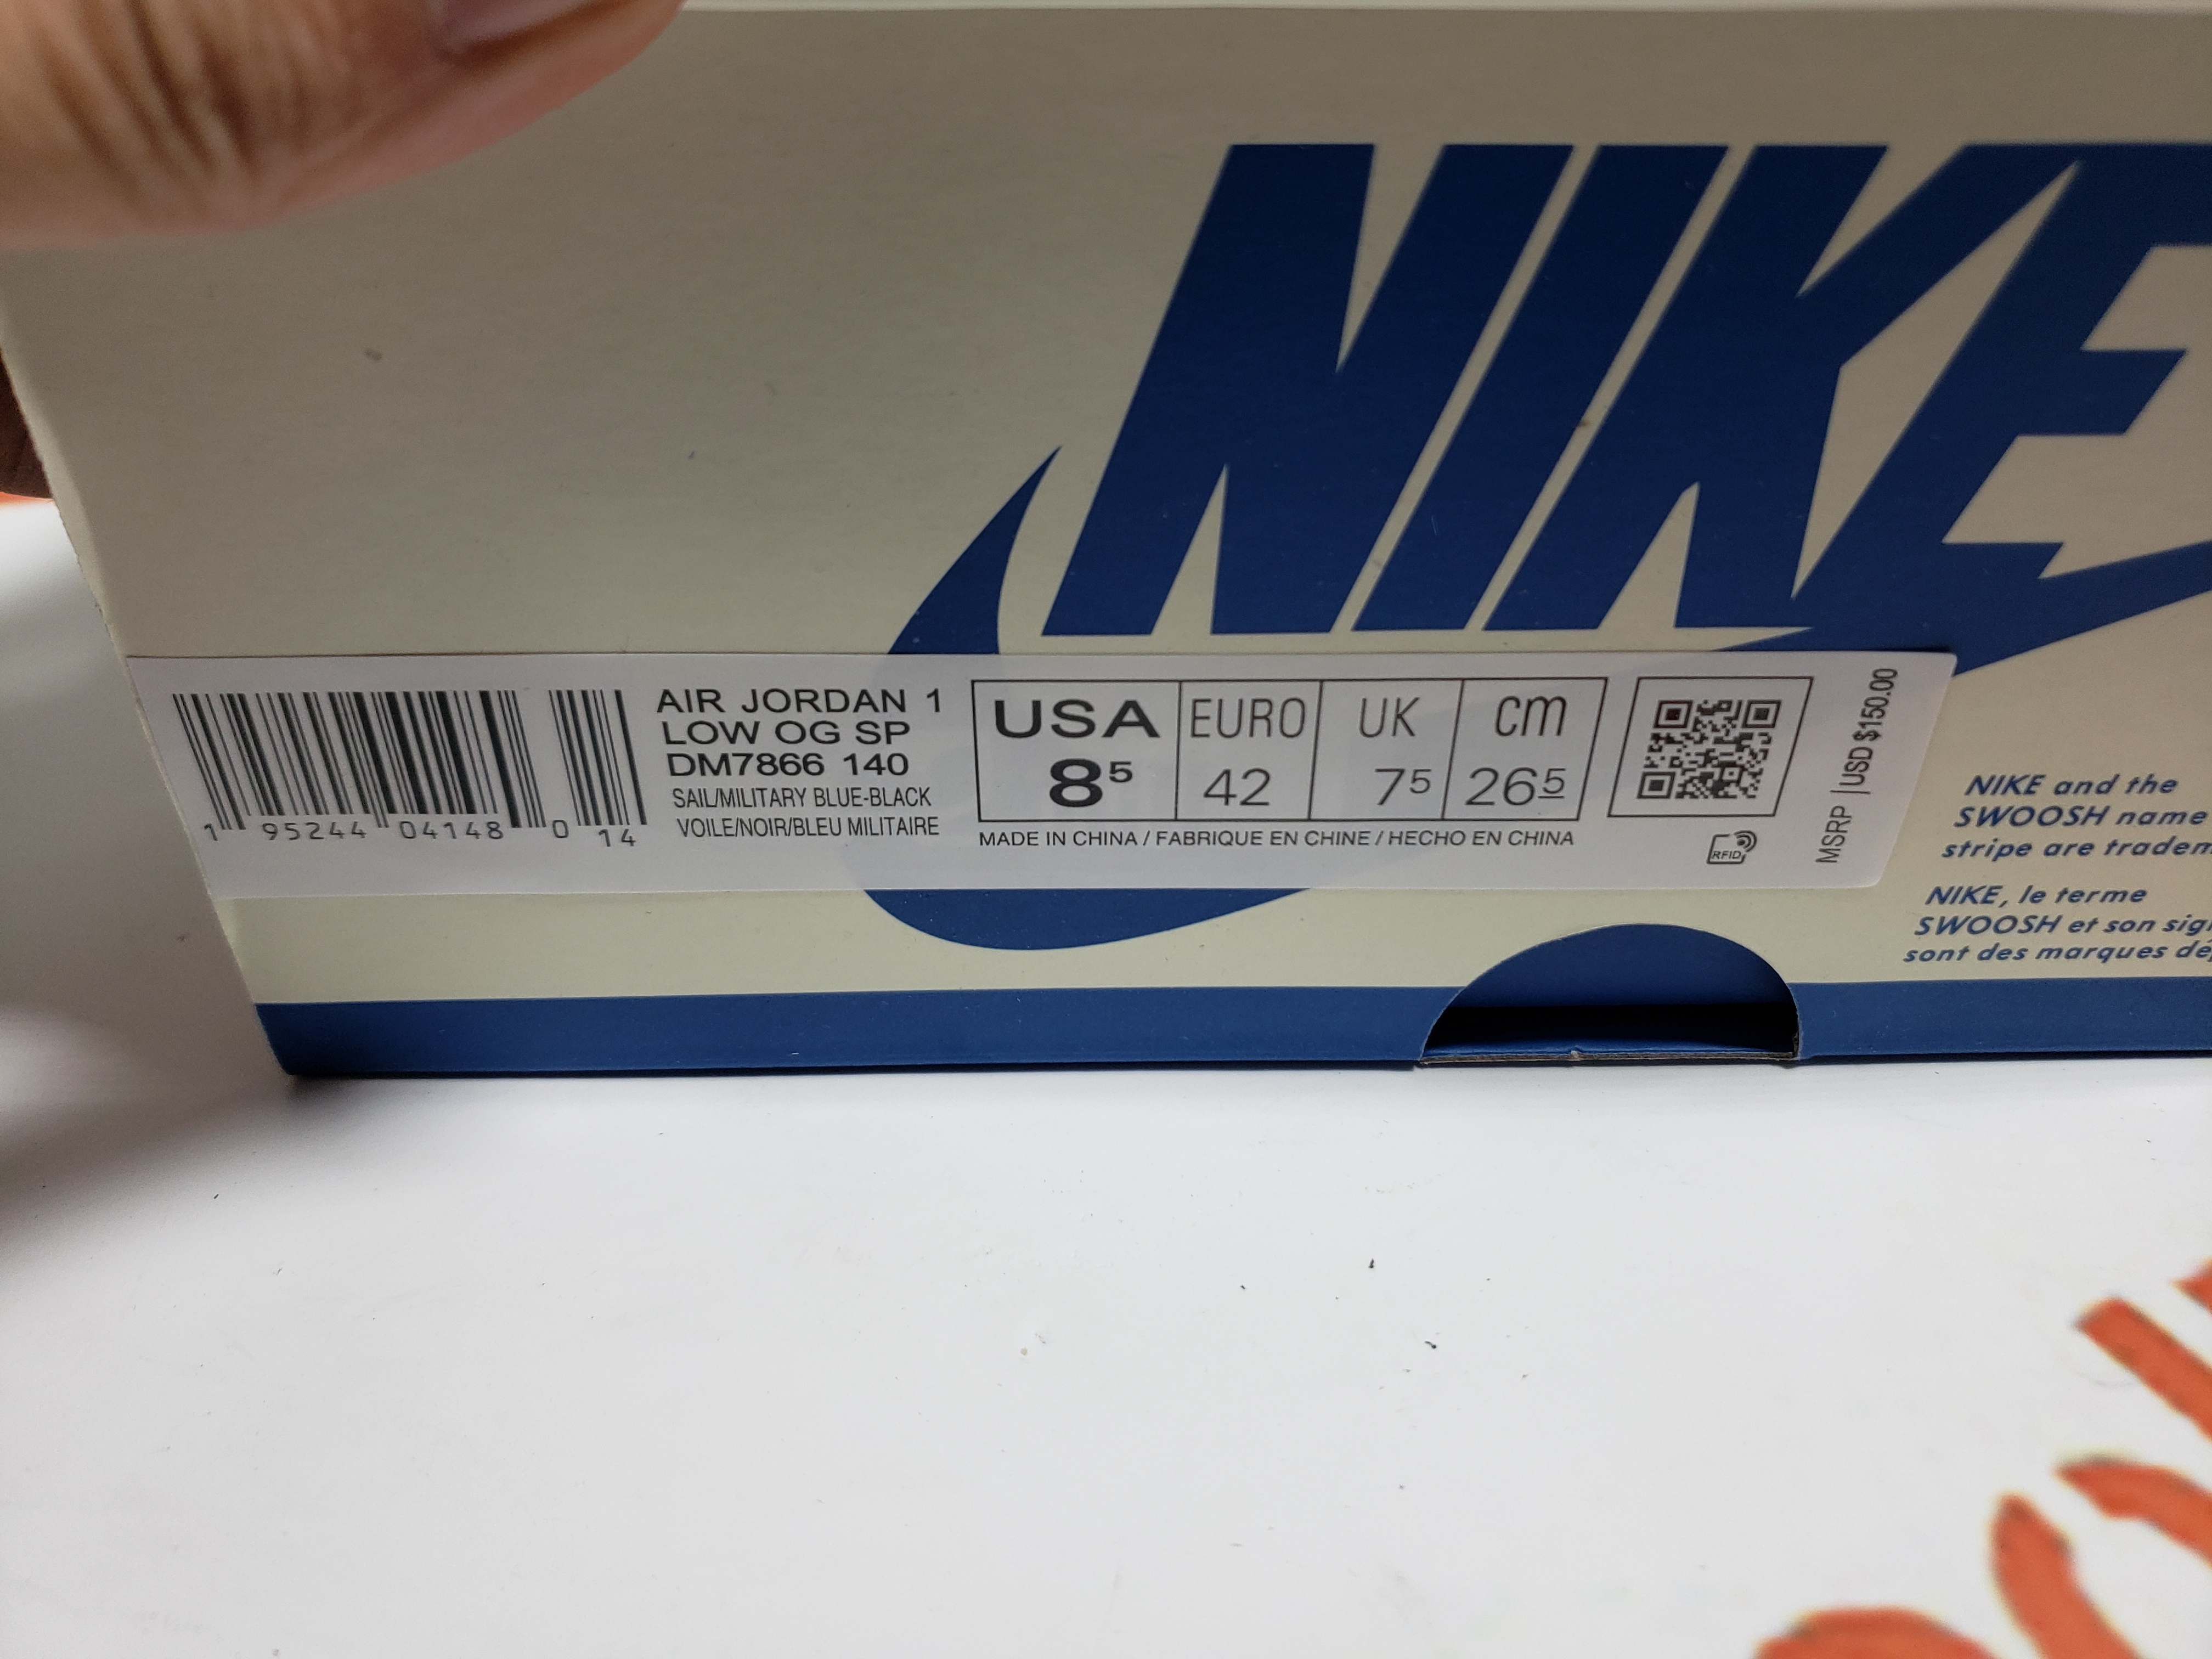 NIKE
AIR JORDAN 1
LOW OG SP
DM7866 140
SAIL/MILITARY BLUE-BLACK
VOILE/NOIR/BLEU MILITAIRE
1 95244 04148 0 14
USA EURO UK cm
8⁵ 42 7⁵ 26⁵
MADE IN CHINA / FABRIQUE EN CHINE / HECHO EN CHINA
RFID
MSRP | USD $150.00
NIKE and the
SWOOSH name
stripe are
NIKE, le terme
SWOOSH et son
sont des marques